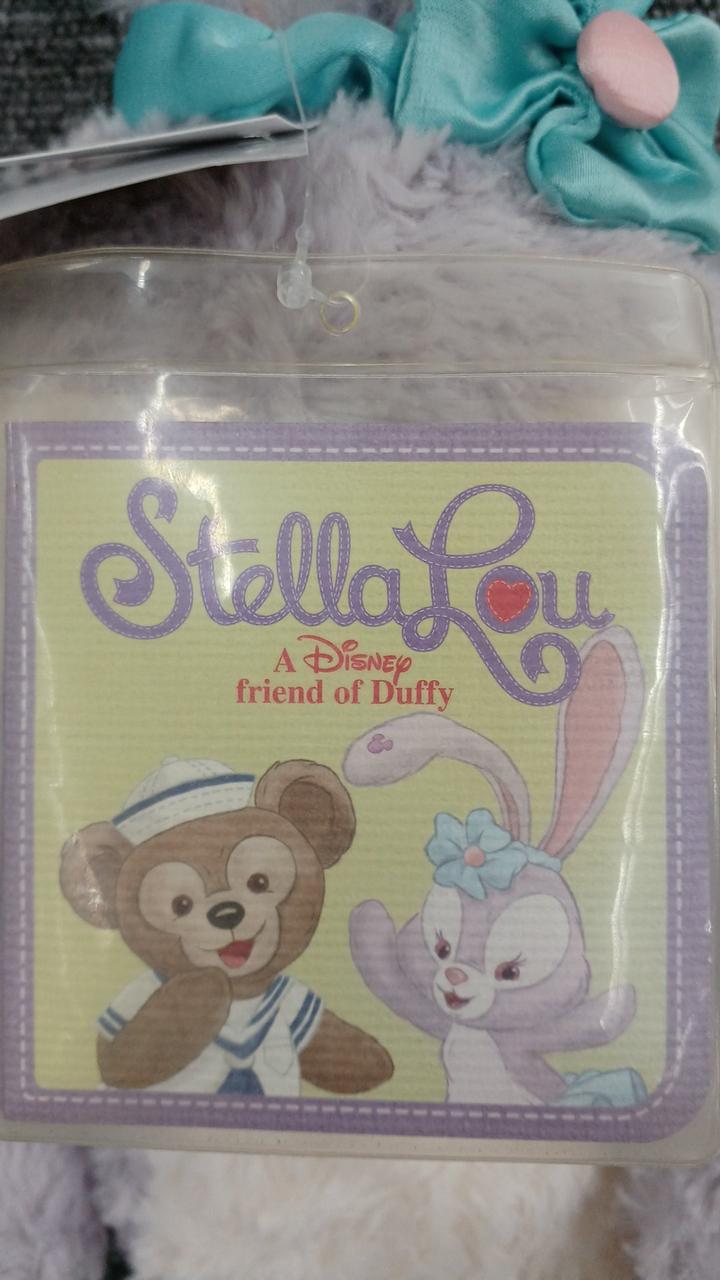 StellaLou
A Disney
friend of Duffy